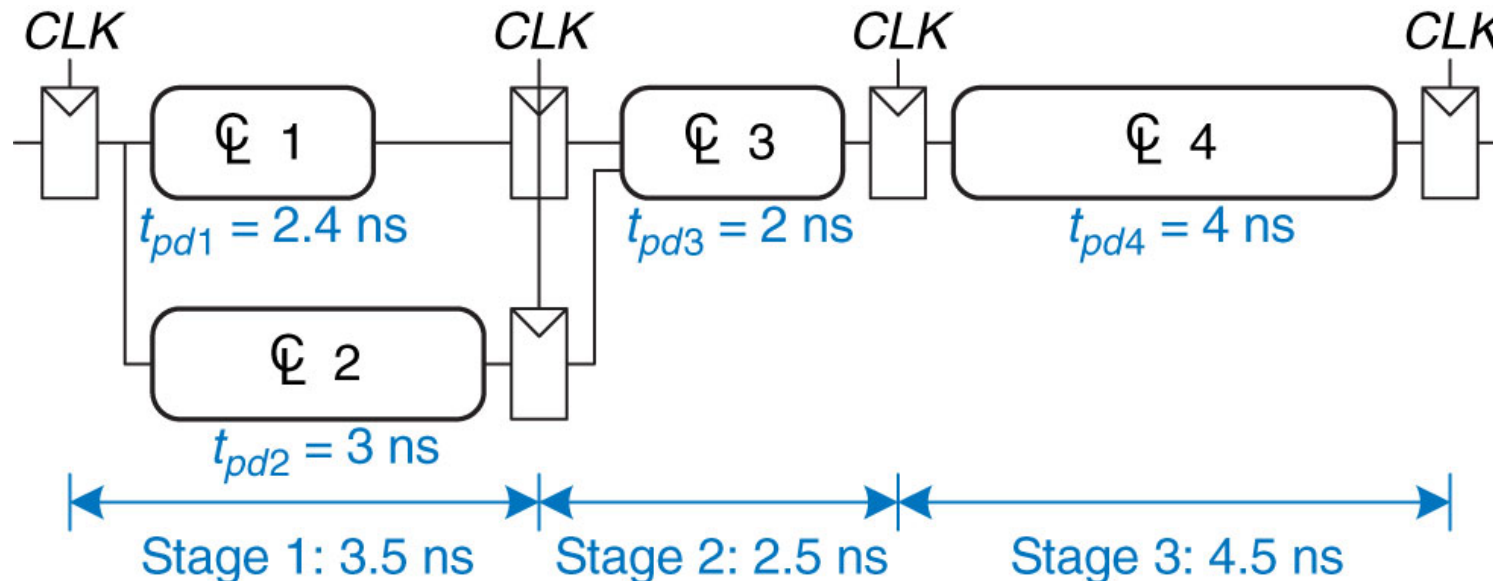 CLK CLK CLK CLK
CL 1 CL 3 CL 4
t_pd1 = 2.4 ns t_pd3 = 2 ns t_pd4 = 4 ns
CL 2
t_pd2 = 3 ns
Stage 1: 3.5 ns Stage 2: 2.5 ns Stage 3: 4.5 ns